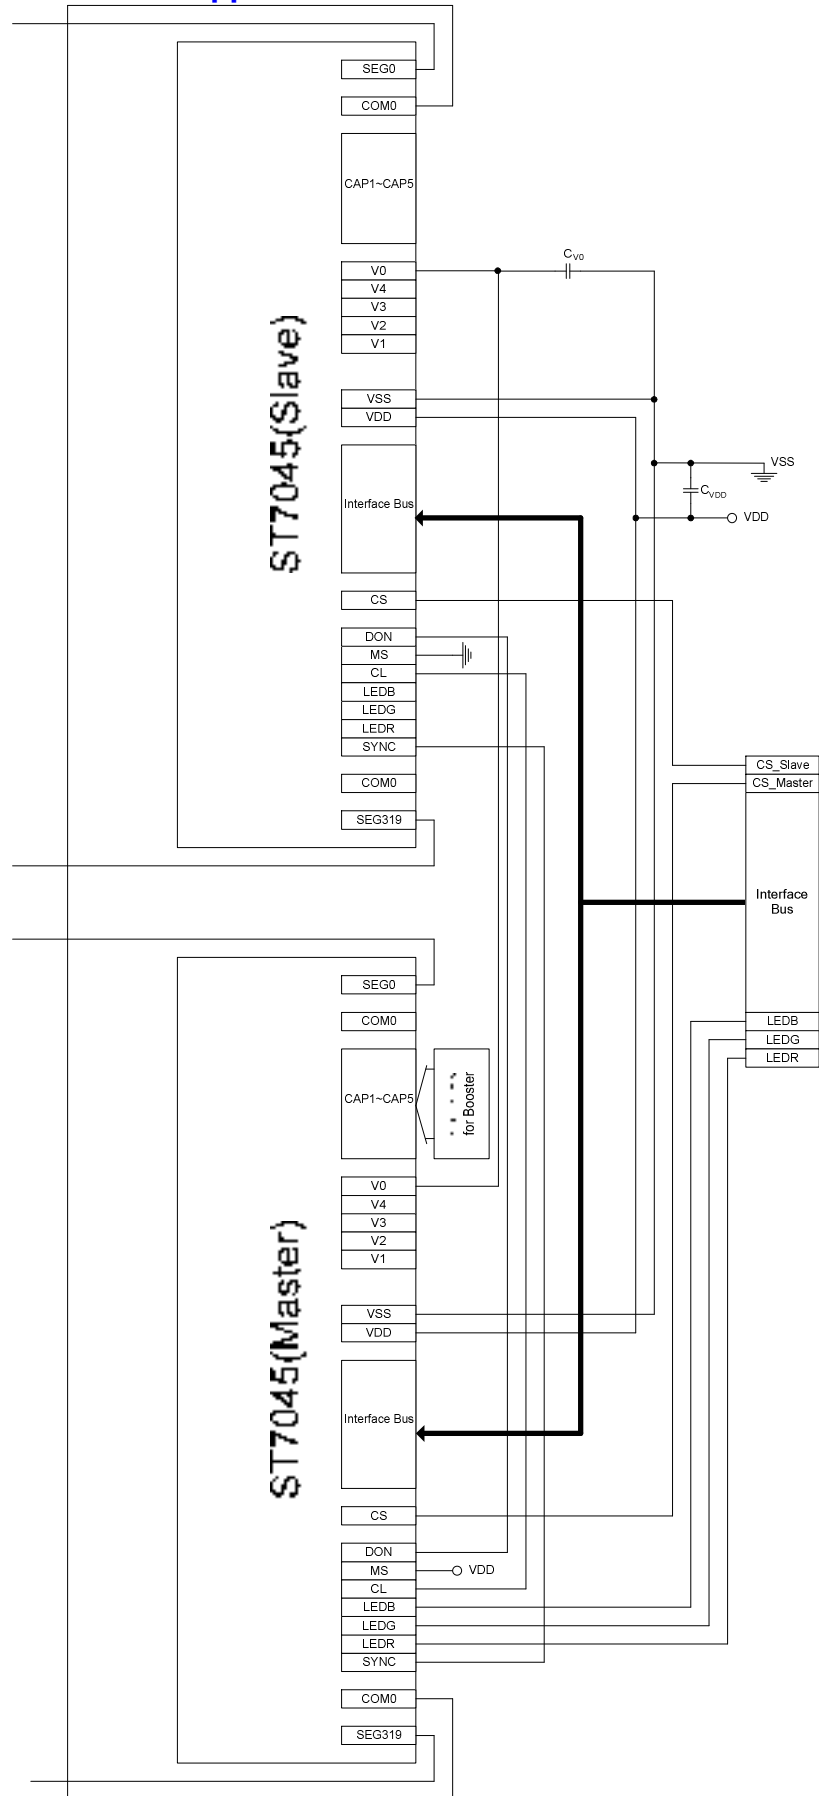 SEG0
COM0
CAP1~CAP5
CV0
V0
V4
V3
V2
V1
ST7045(Slave)
VSS
VDD
VSS
CVDD
VDD
Interface Bus
CS
DON
MS
CL
LEDB
LEDG
LEDR
SYNC
CS_Slave
CS_Master
COM0
SEG319
Interface
Bus
SEG0
COM0
LEDB
LEDG
LEDR
CAP1~CAP5
for Booster
V0
V4
V3
V2
V1
ST7045(Master)
VSS
VDD
Interface Bus
CS
DON
MS
VDD
CL
LEDB
LEDG
LEDR
SYNC
COM0
SEG319